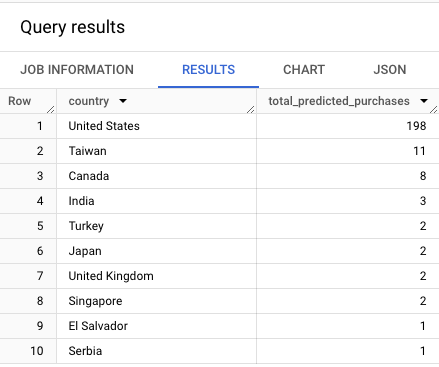 Query results
JOB INFORMATION RESULTS CHART JSON
Row country total_predicted_purchases
1 United States 198
2 Taiwan 11
3 Canada 8
4 India 3
5 Turkey 2
6 Japan 2
7 United Kingdom 2
8 Singapore 2
9 El Salvador 1
10 Serbia 1